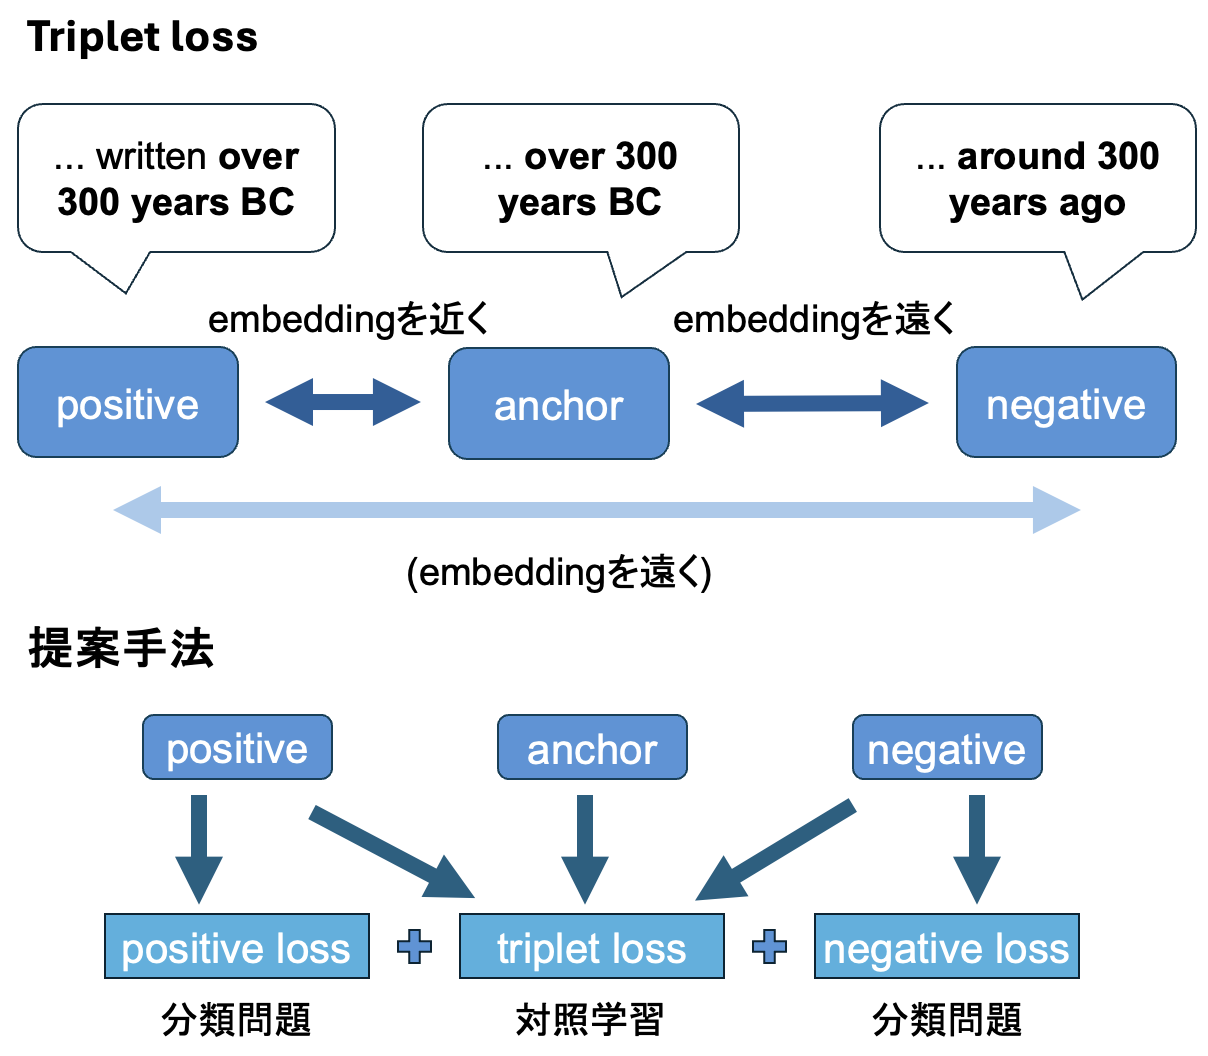 Triplet loss
... written over
300 years BC
... over 300
years BC
... around 300
years ago
embeddingを近く
embeddingを遠く
positive
anchor
negative
(embeddingを遠く)
提案手法
positive
anchor
negative
positive loss
triplet loss
negative loss
分類問題
対照学習
分類問題